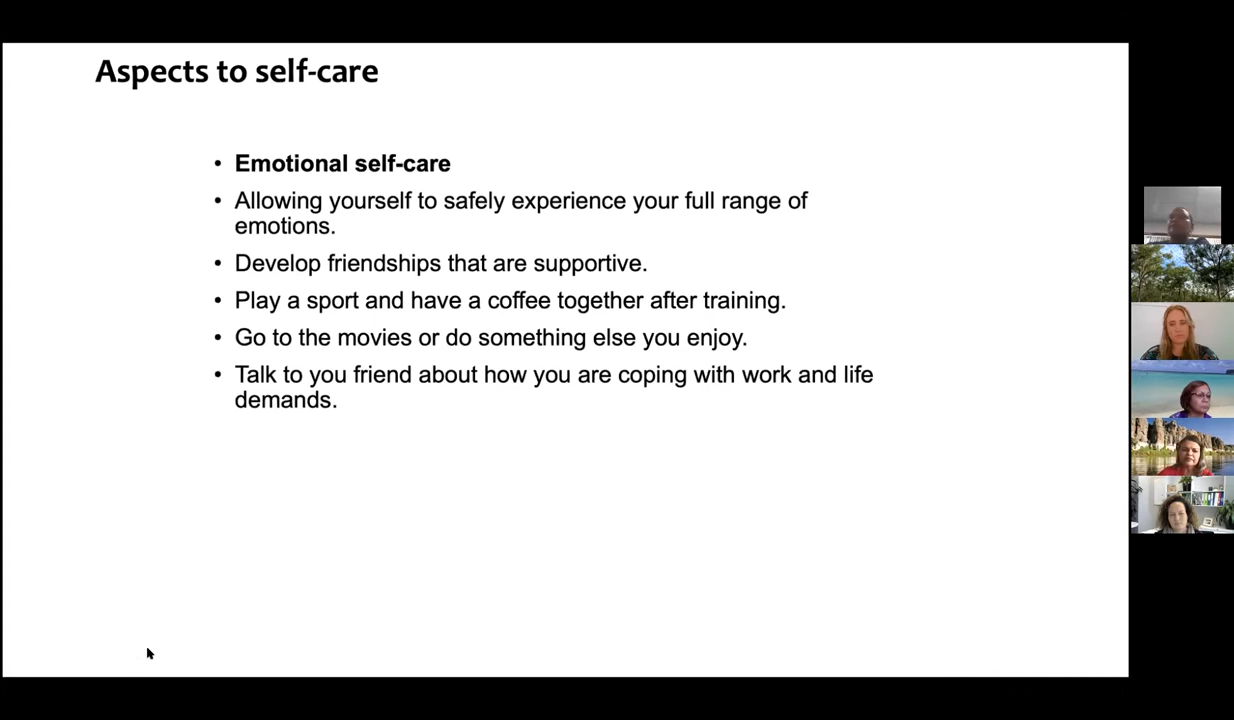 Aspects to self-care
• Emotional self-care
• Allowing yourself to safely experience your full range of
emotions.
• Develop friendships that are supportive.
• Play a sport and have a coffee together after training.
• Go to the movies or do something else you enjoy.
• Talk to you friend about how you are coping with work and life
demands.